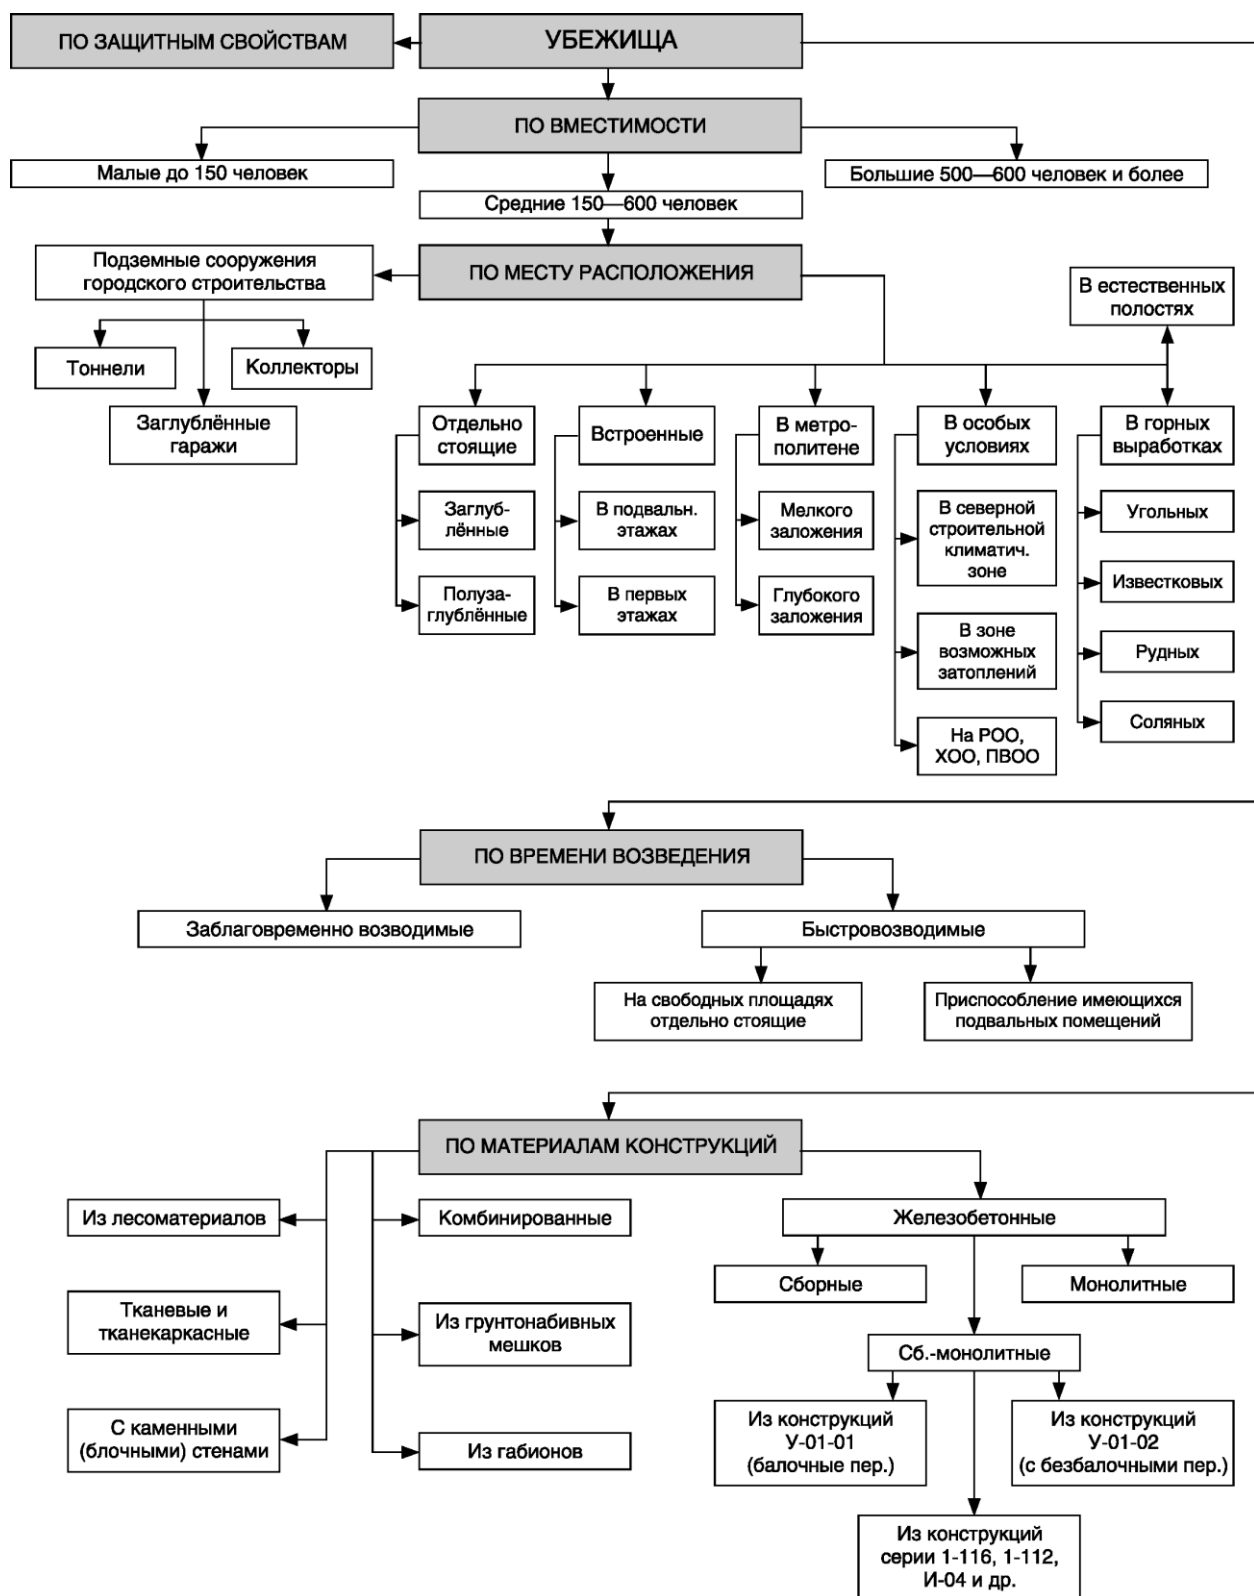 ПО ЗАЩИТНЫМ СВОЙСТВАМ
УБЕЖИЩА
ПО ВМЕСТИМОСТИ
Малые до 150 человек
Большие 500—600 человек и более
Средние 150—600 человек
Подземные сооружения
городского строительства
ПО МЕСТУ РАСПОЛОЖЕНИЯ
В естественных
полостях
Тоннели
Коллекторы
Заглублённые
гаражи
Отдельно
стоящие
Заглуб-
лённые
Полуза-
глублённые
Встроенные
В подвальн.
этажах
В первых
этажах
В метро-
политене
Мелкого
заложения
Глубокого
заложения
В особых
условиях
В северной
строительной
климатич.
зоне
В зоне
возможных
затоплений
На РОО,
ХОО, ПВОО
В горных
выработках
Угольных
Известковых
Рудных
Соляных
ПО ВРЕМЕНИ ВОЗВЕДЕНИЯ
Заблаговременно возводимые
Быстровозводимые
На свободных площадях
отдельно стоящие
Приспособление имеющихся
подвальных помещений
ПО МАТЕРИАЛАМ КОНСТРУКЦИЙ
Из лесоматериалов
Тканевые и
тканекаркасные
С каменными
(блочными) стенами
Комбинированные
Из грунтонабивных
мешков
Из габионов
Железобетонные
Сборные
Монолитные
Сб.-монолитные
Из конструкций
У-01-01
(балочные пер.)
Из конструкций
У-01-02
(с безбалочными пер.)
Из конструкций
серии 1-116, 1-112,
И-04 и др.